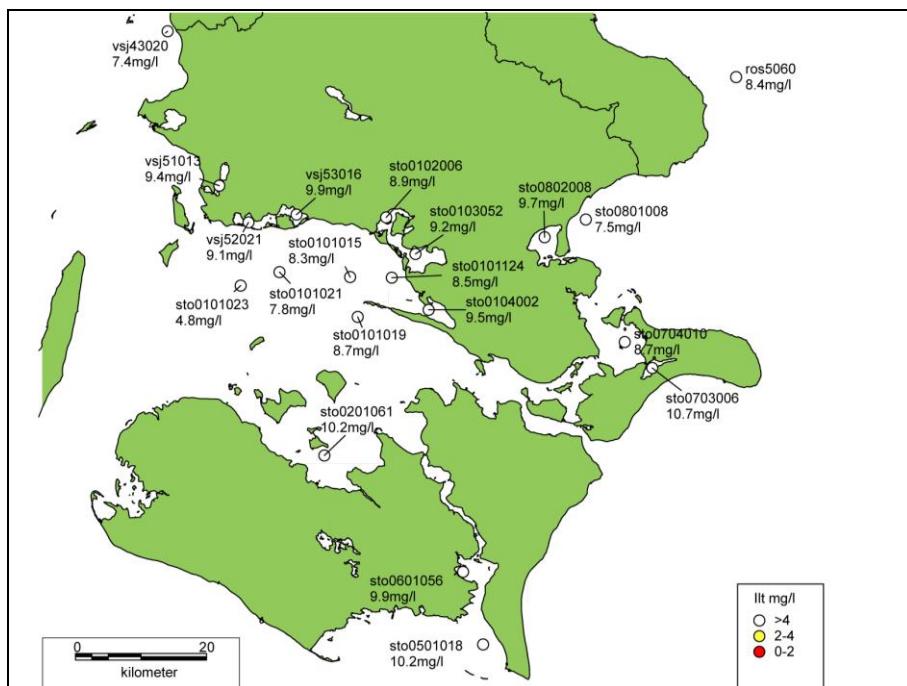 vsj43020
7.4mg/l
ros5060
8.4mg/l
vsj51013
9.4mg/l
vsj53016
9.9mg/l
sto0102006
8.9mg/l
sto0802008
9.7mg/l
sto0103052
9.2mg/l
sto0801008
7.5mg/l
vsj52021
9.1mg/l
sto0101015
8.3mg/l
sto0101124
8.5mg/l
sto0101023
4.8mg/l
sto0101021
7.8mg/l
sto0104002
9.5mg/l
sto0101019
8.7mg/l
sto0704010
8.7mg/l
sto0703006
10.7mg/l
sto0201061
10.2mg/l
sto0601056
9.9mg/l
sto0501018
10.2mg/l
0 20
kilometer
Ilt mg/l
>4
2-4
0-2